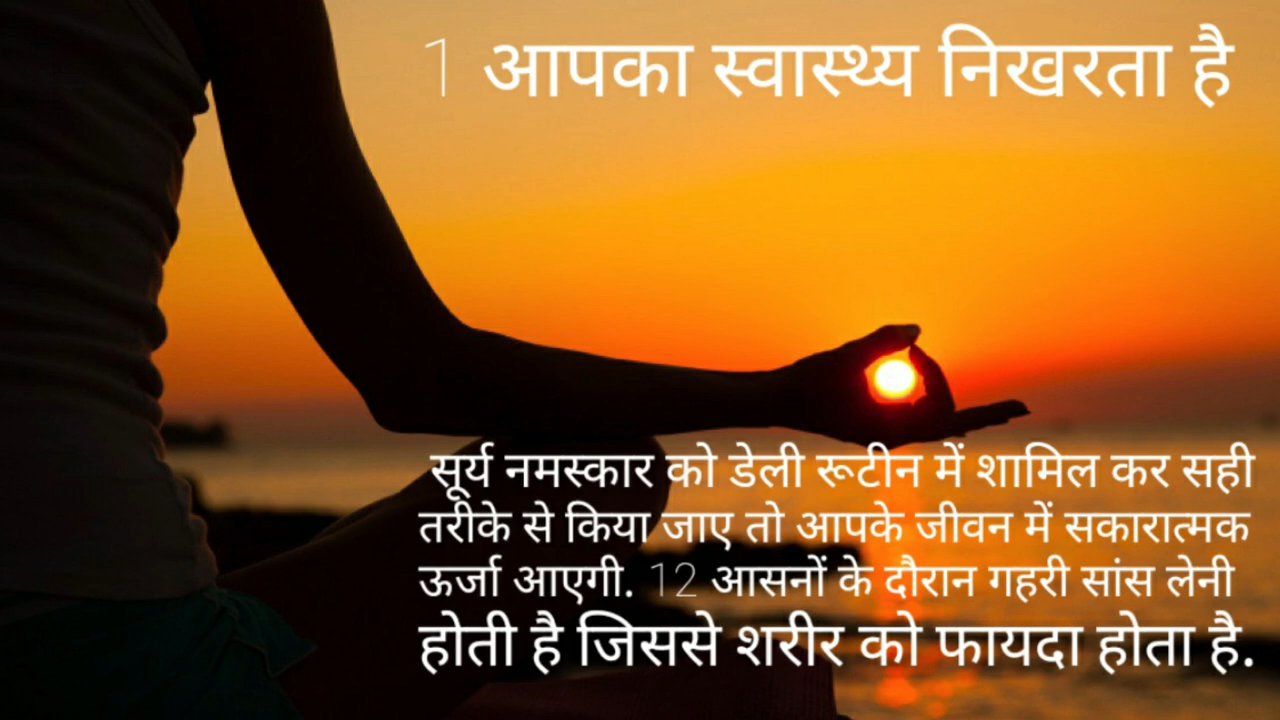 1 आपका स्वास्थ्य निखरता है
सूर्य नमस्कार को डेली रूटीन में शामिल कर सही
तरीके से किया जाए तो आपके जीवन में सकारात्मक
ऊर्जा आएगी. 12 आसनों के दौरान गहरी सांस लेनी
होती है जिससे शरीर को फायदा होता है.